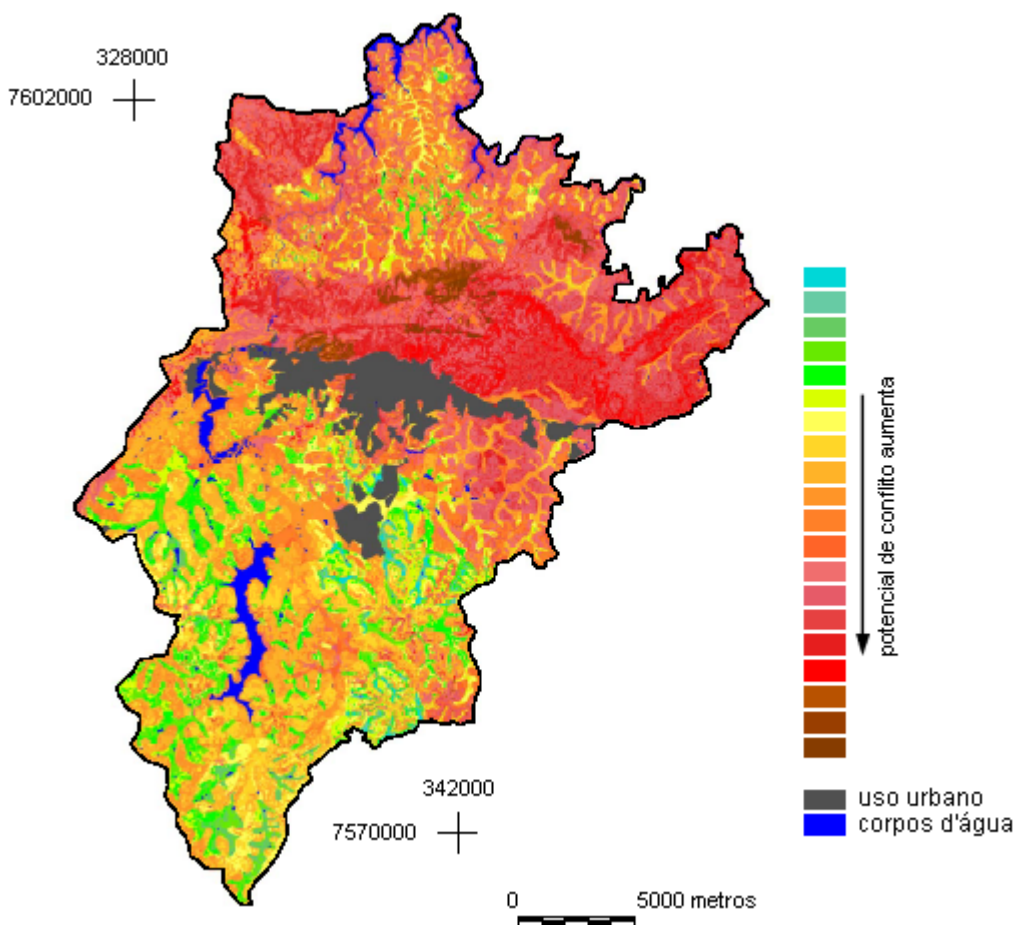 328000
7602000
potencial de conflito aumenta
342000
7570000
uso urbano
corpos d'água
0 5000 metros